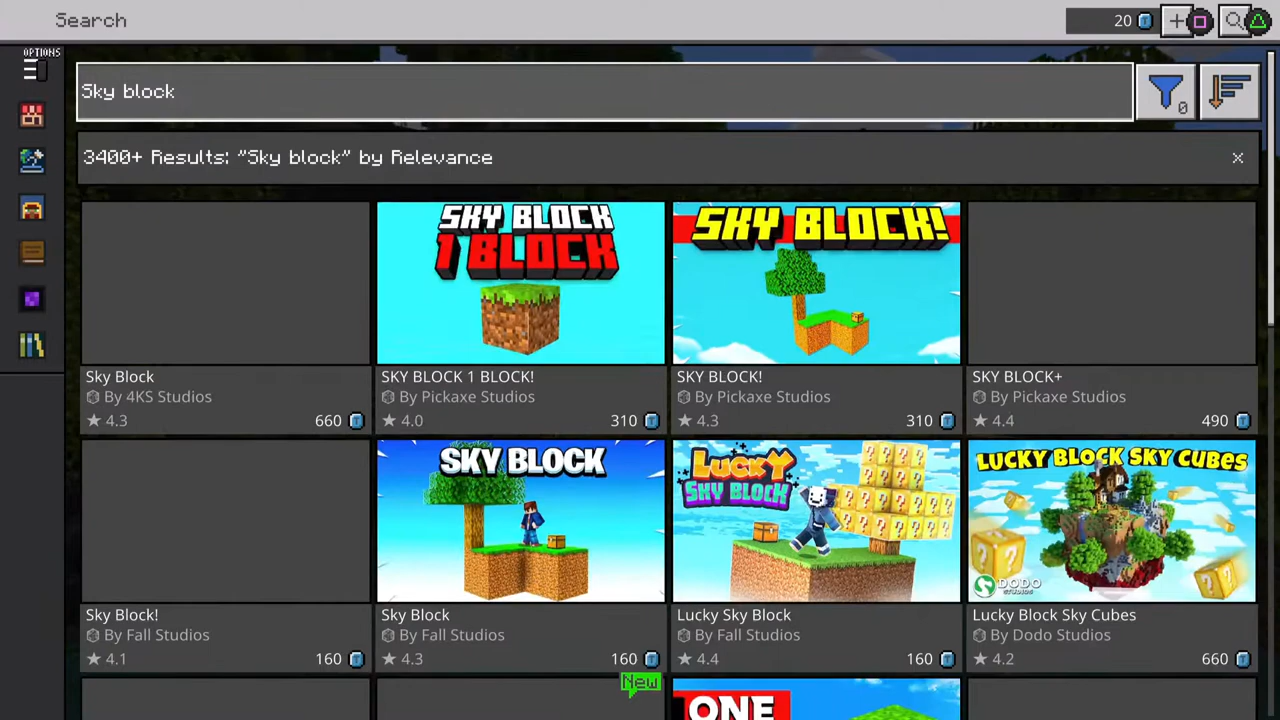 Search
20
OPTIONS
Sky block
0
3400+ Results: "Sky block" by Relevance
SKY BLOCK
1 BLOCK
SKY BLOCK!
Sky Block
By 4KS Studios
4.3
660
SKY BLOCK 1 BLOCK!
By Pickaxe Studios
4.0
310
SKY BLOCK!
By Pickaxe Studios
4.3
310
SKY BLOCK+
By Pickaxe Studios
4.4
490
SKY BLOCK
LUCKY
SKY BLOCK
LUCKY BLOCK SKY CUBES
DODO
STUDIOS
Sky Block!
By Fall Studios
4.1
160
Sky Block
By Fall Studios
4.3
160
Lucky Sky Block
By Fall Studios
4.4
160
Lucky Block Sky Cubes
By Dodo Studios
4.2
660
New
ONE